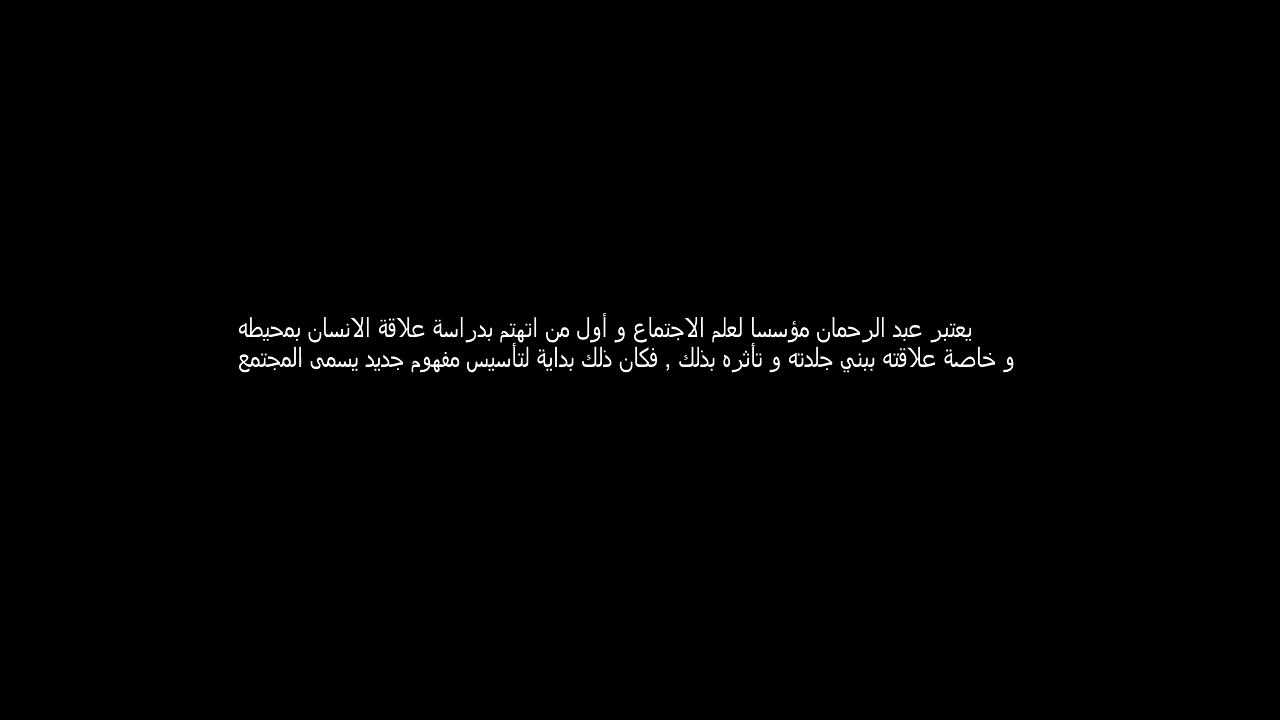 يعتبر عبد الرحمان مؤسسا لعلم الاجتماع و أول من اتهتم بدراسة علاقة الانسان بمحيطه
و خاصة علاقته ببني جلدته و تأثره بذلك , فكان ذلك بداية لتأسيس مفهوم جديد يسمى المجتمع